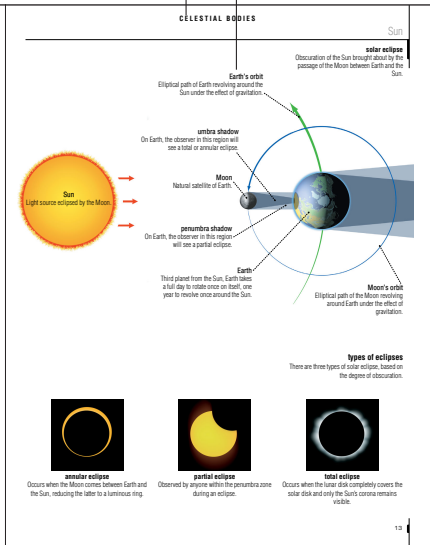 CELESTIAL BODIES
Sun
solar eclipse
Obscuration of the Sun brought about by the
passage of the Moon between Earth and the
Sun.
Earth's orbit
Elliptical path of Earth revolving around the
Sun under the effect of gravitation.
umbra shadow
On Earth, the observer in this region will
see a total or annular eclipse.
Moon
Natural satellite of Earth.
Sun
Light source eclipsed by the Moon.
penumbra shadow
On Earth, the observer in this region
will see a partial eclipse.
Earth
Third planet from the Sun, Earth takes
a full day to rotate once on itself, one
year to revolve once around the Sun.
Moon's orbit
Elliptical path of the Moon revolving
around Earth under the effect of
gravitation.
types of eclipses
There are three types of solar eclipse, based on
the degree of obscuration.
annular eclipse
Occurs when the Moon comes between Earth and
the Sun, reducing the latter to a luminous ring.
partial eclipse
Observed by anyone within the penumbra zone
during an eclipse.
total eclipse
Occurs when the lunar disk completely covers the
solar disk and only the Sun's corona remains
visible.
13